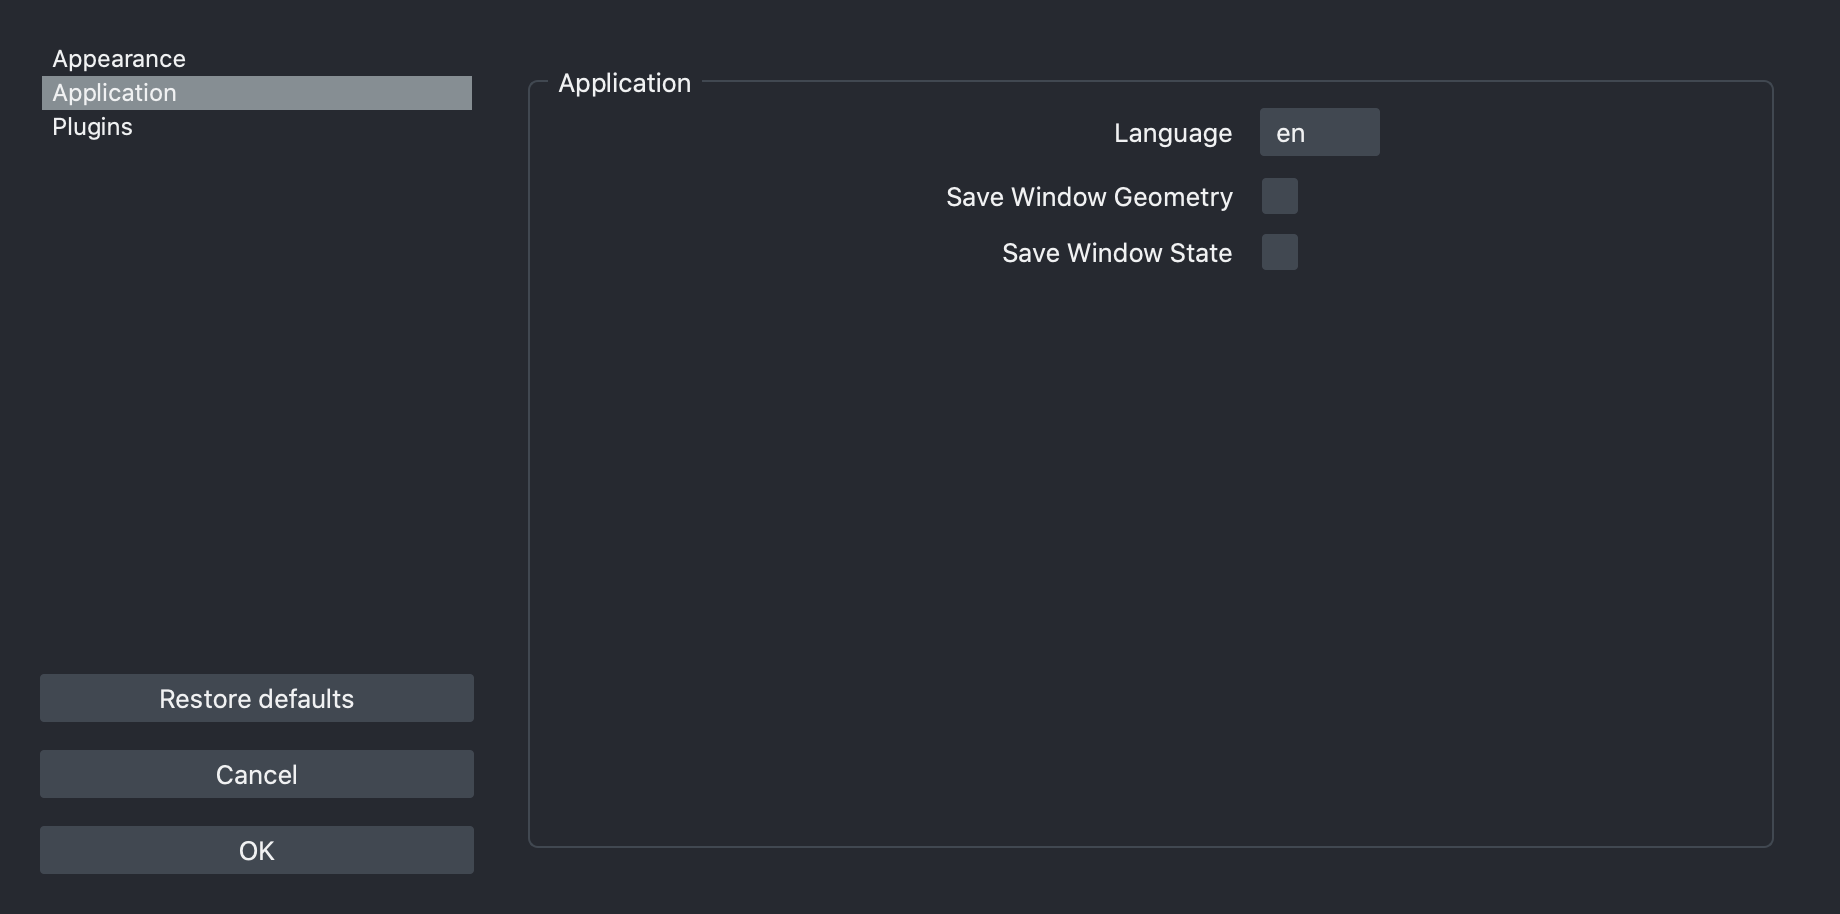 Appearance
Application
Plugins
Application
Language en
Save Window Geometry
Save Window State
Restore defaults
Cancel
OK